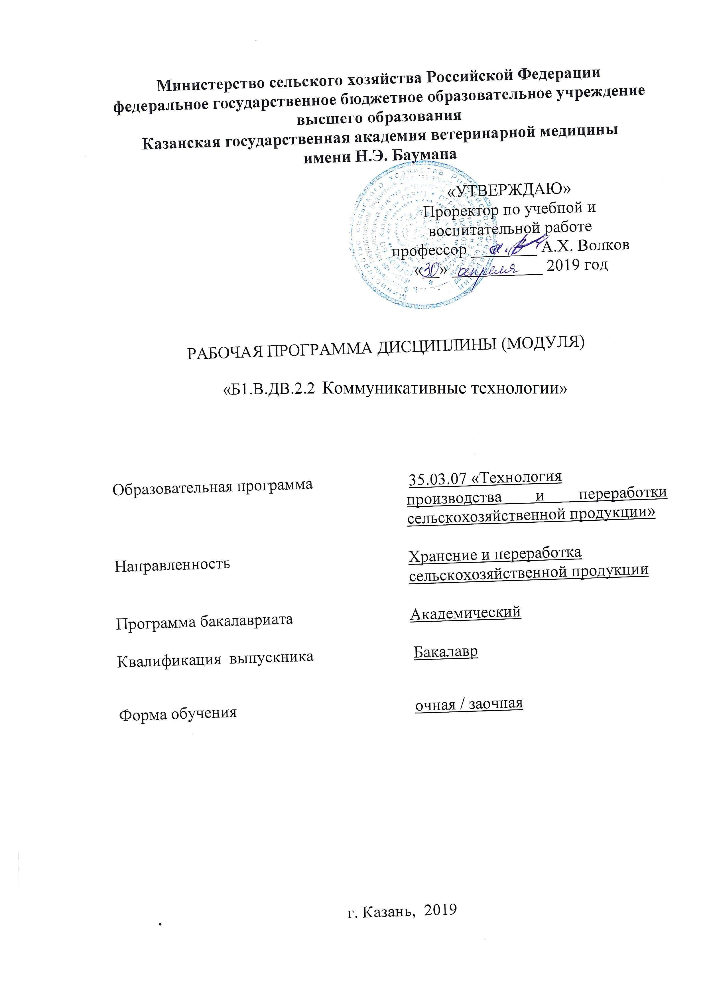 Министерство сельского хозяйства Российской Федерации
федеральное государственное бюджетное образовательное учреждение
высшего образования
Казанская государственная академия ветеринарной медицины
имени Н.Э. Баумана
«УТВЕРЖДАЮ»
Проректор по учебной и
воспитательной работе
профессор А.Х. Волков
«30» апреля 2019 год
РАБОЧАЯ ПРОГРАММА ДИСЦИПЛИНЫ (МОДУЛЯ)
«Б1.В.ДВ.2.2 Коммуникативные технологии»
Образовательная программа 35.03.07 «Технология
производства и переработки
сельскохозяйственной продукции»
Направленность Хранение и переработка
сельскохозяйственной продукции
Программа бакалавриата Академический
Квалификация выпускника Бакалавр
Форма обучения очная / заочная
г. Казань, 2019